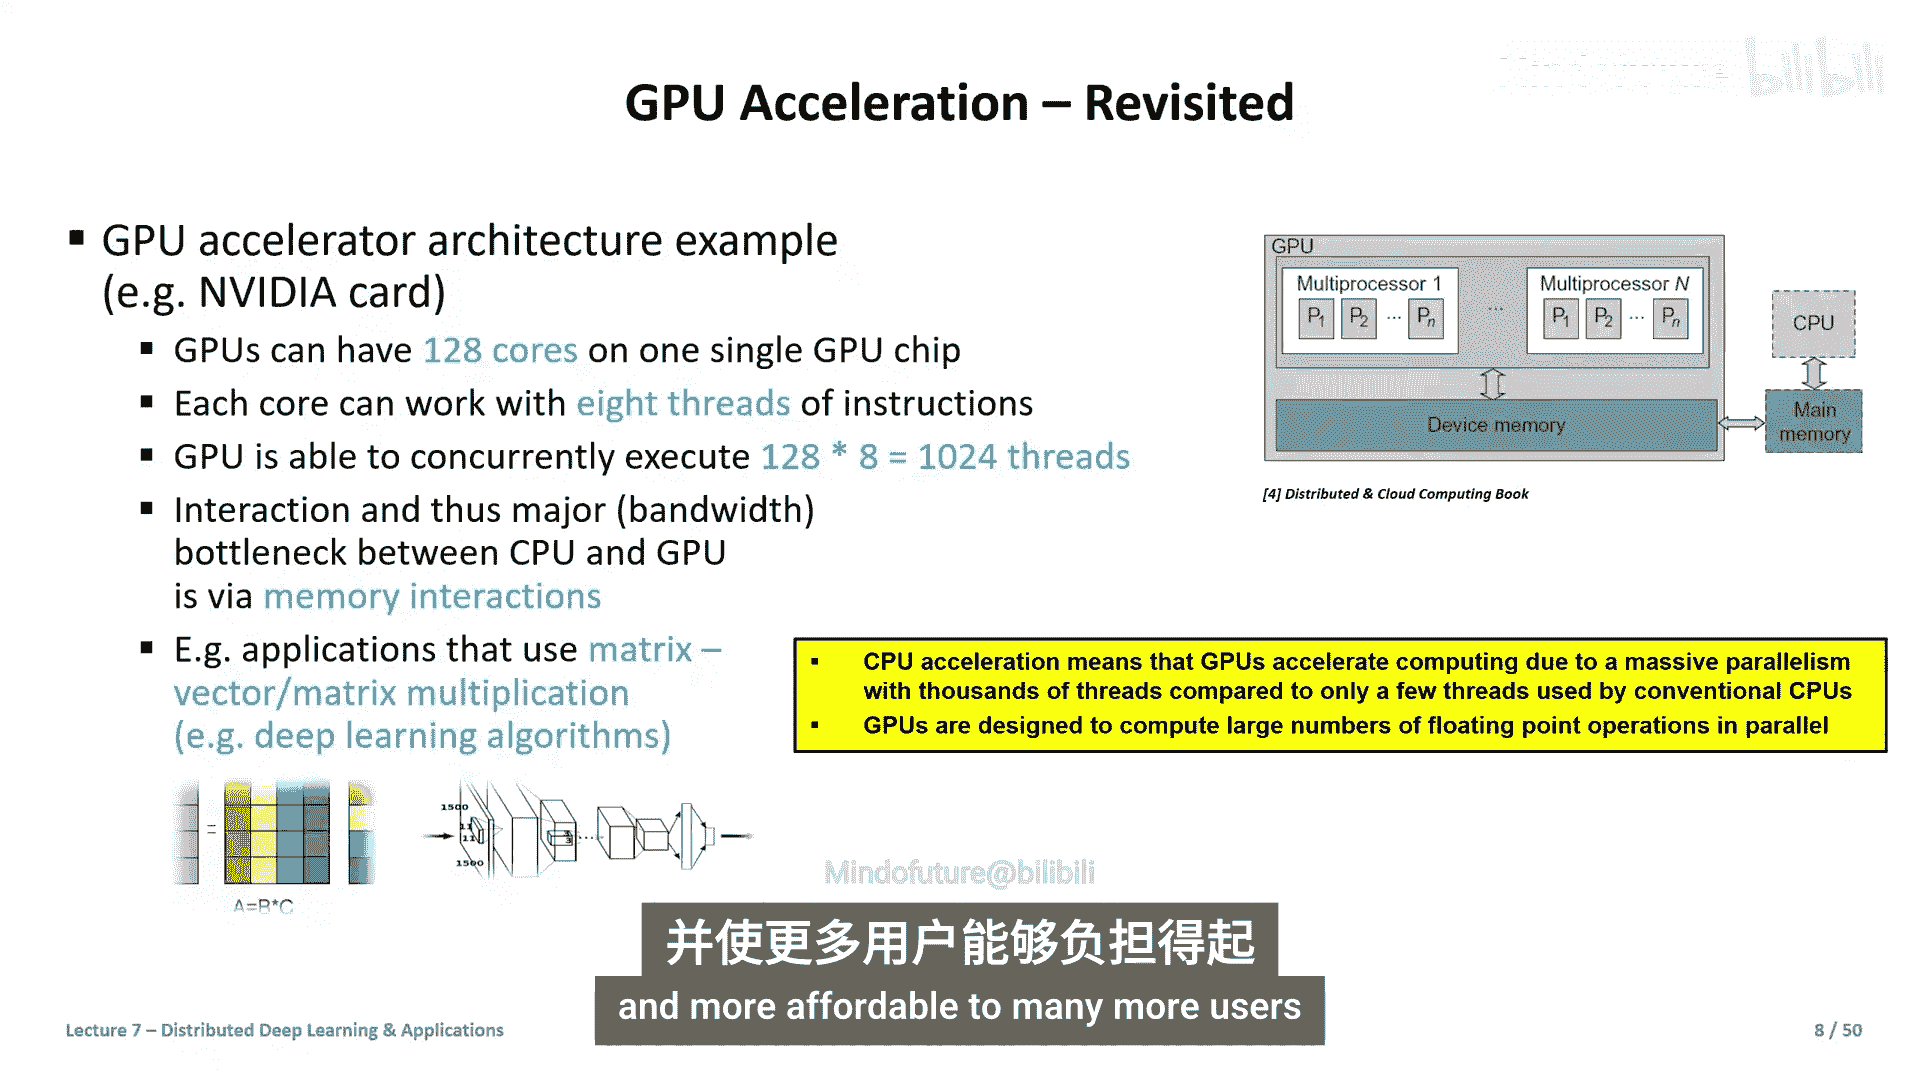 bilibili
GPU Acceleration – Revisited
▪ GPU accelerator architecture example
(e.g. NVIDIA card)
▪ GPUs can have 128 cores on one single GPU chip
▪ Each core can work with eight threads of instructions
▪ GPU is able to concurrently execute 128 * 8 = 1024 threads
▪ Interaction and thus major (bandwidth)
bottleneck between CPU and GPU
is via memory interactions
▪ E.g. applications that use matrix –
vector/matrix multiplication
(e.g. deep learning algorithms)
GPU
Multiprocessor 1
P1 P2 ... Pn
...
Multiprocessor N
P1 P2 ... Pn
Device memory
CPU
Main
memory
[4] Distributed & Cloud Computing Book
▪ CPU acceleration means that GPUs accelerate computing due to a massive parallelism
with thousands of threads compared to only a few threads used by conventional CPUs
▪ GPUs are designed to compute large numbers of floating point operations in parallel
=
A=B*C
1500
11
11
1500
3
Mindofuture@bilibili
并使更多用户能够负担得起
and more affordable to many more users
Lecture 7 – Distributed Deep Learning & Applications
8 / 50